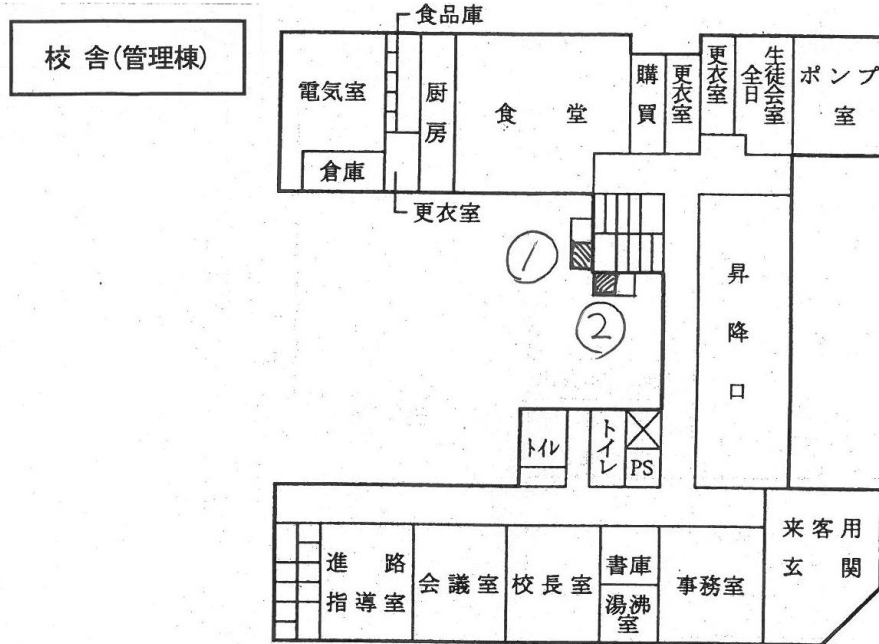 校舎(管理棟)
食品庫
電気室
厨房
食堂
購買
更衣室
更衣室
全日
生徒会室
ポンプ室
倉庫
更衣室
①
②
昇降口
トイレ
トイレ
PS
進路
指導室
会議室
校長室
書庫
湯沸室
事務室
来客用
玄関